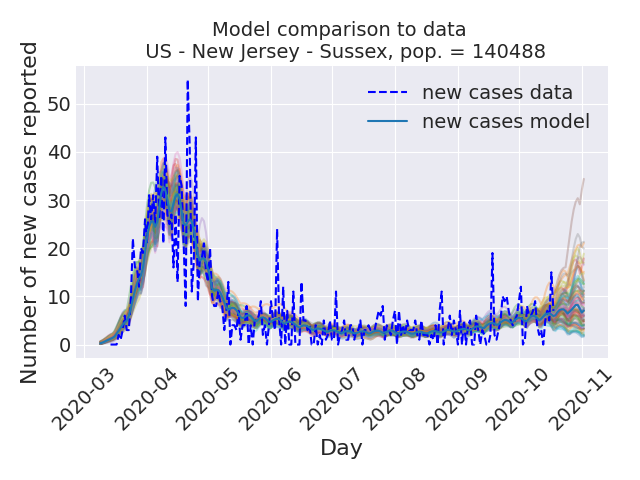 Model comparison to data
US - New Jersey - Sussex, pop. = 140488
Number of new cases reported
50
40
30
20
10
0
new cases data
new cases model
2020-03
2020-04
2020-05
2020-06
2020-07
2020-08
2020-09
2020-10
2020-11
Day